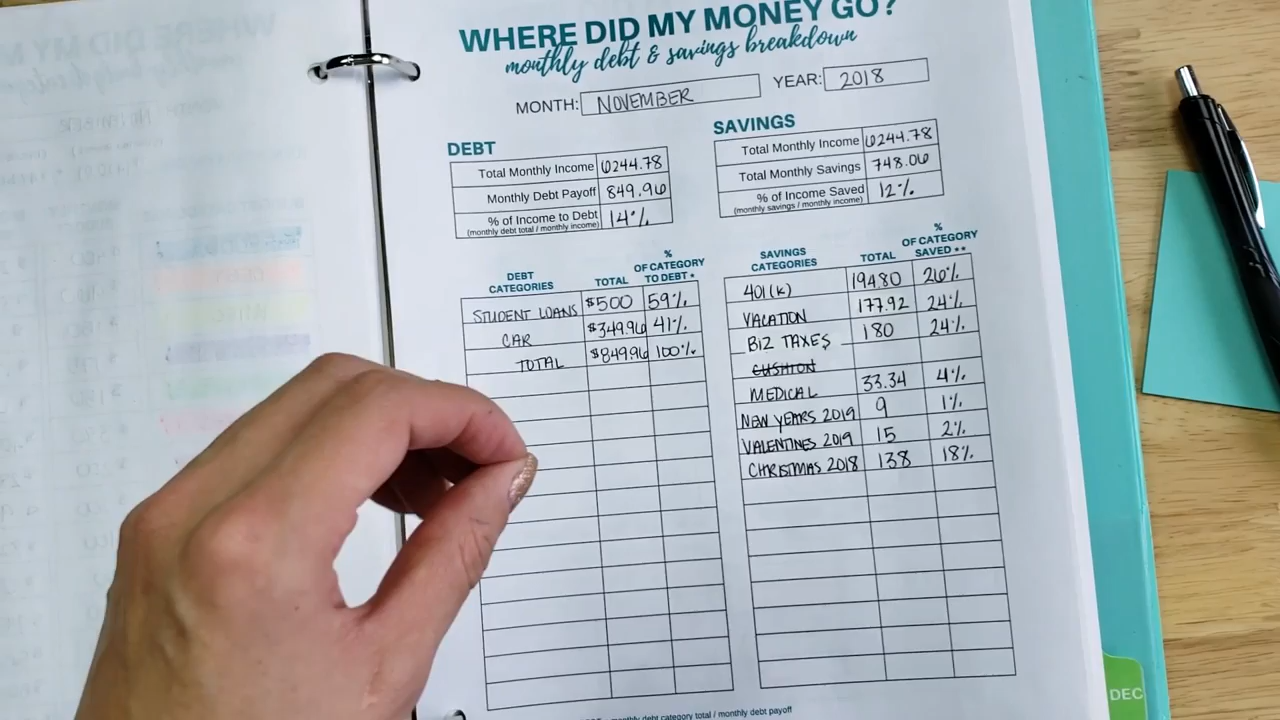 WHERE DID MY MONEY GO?
monthly debt & savings breakdown
MONTH: NOVEMBER YEAR: 2018
DEBT
Total Monthly Income 6244.78
Monthly Debt Payoff 849.96
% of Income to Debt 14%
(monthly debt total / monthly income)
SAVINGS
Total Monthly Income 6244.78
Total Monthly Savings 748.06
% of Income Saved 12%
(monthly savings / monthly income)
DEBT CATEGORIES TOTAL % OF CATEGORY TO DEBT *
STUDENT LOANS $500 59%
CAR $349.96 41%
TOTAL $849.96 100%
SAVINGS CATEGORIES TOTAL % OF CATEGORY SAVED **
401(K) 194.80 26%
VACATION 177.92 24%
BIZ TAXES 180 24%
CUSHION
MEDICAL 33.34 4%
NEW YEARS 2019 9 1%
VALENTINES 2019 15 2%
CHRISTMAS 2018 138 18%
monthly debt category total / monthly debt payoff
DEC